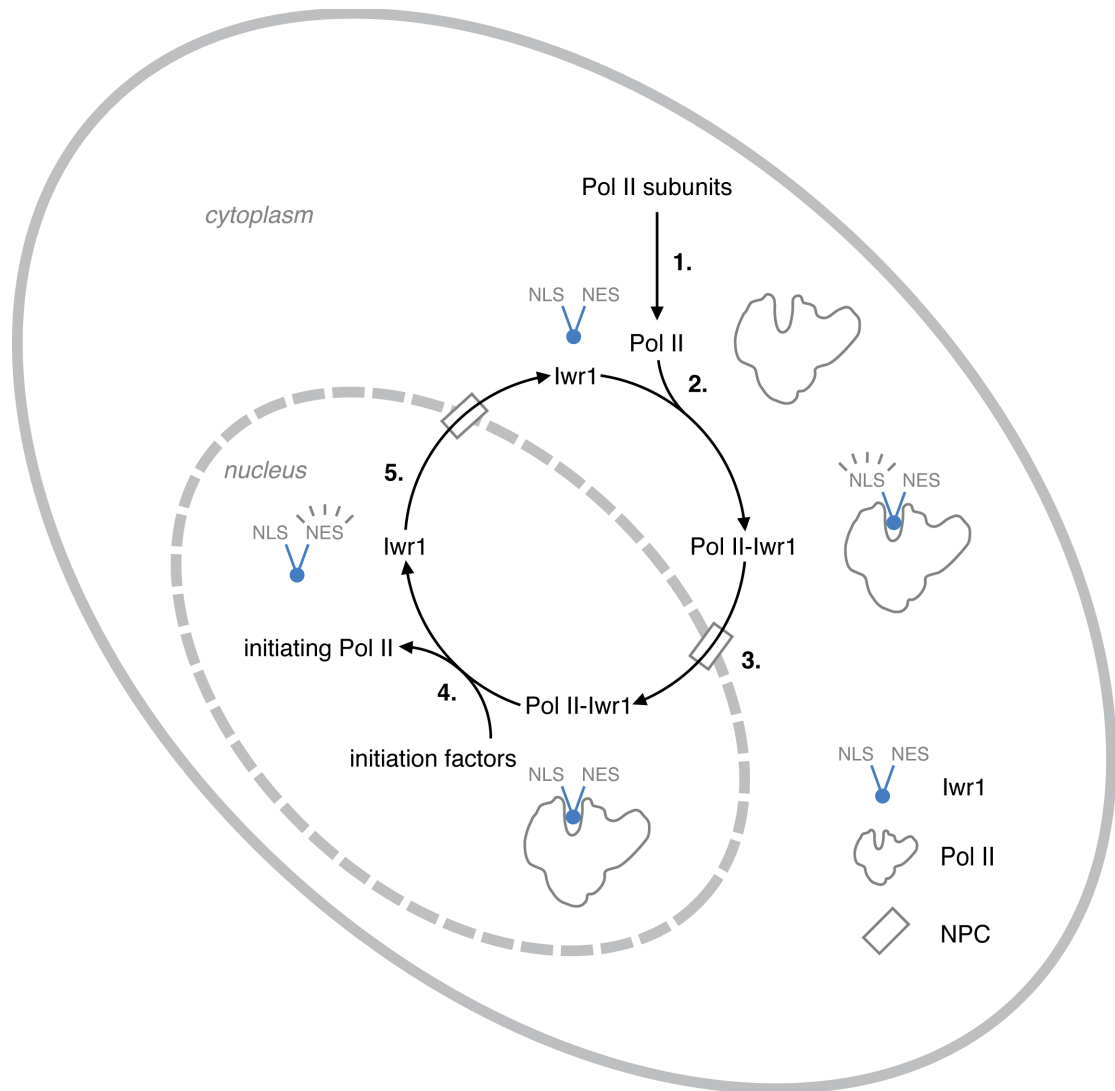 Pol II subunits
cytoplasm
1.
NLS NES
Pol II
Iwr1
2.
nucleus
5.
NLS NES
NLS NES
Iwr1
Pol II-Iwr1
initiating Pol II
3.
4.
Pol II-Iwr1
initiation factors
NLS NES
NLS NES
Iwr1
Pol II
NPC